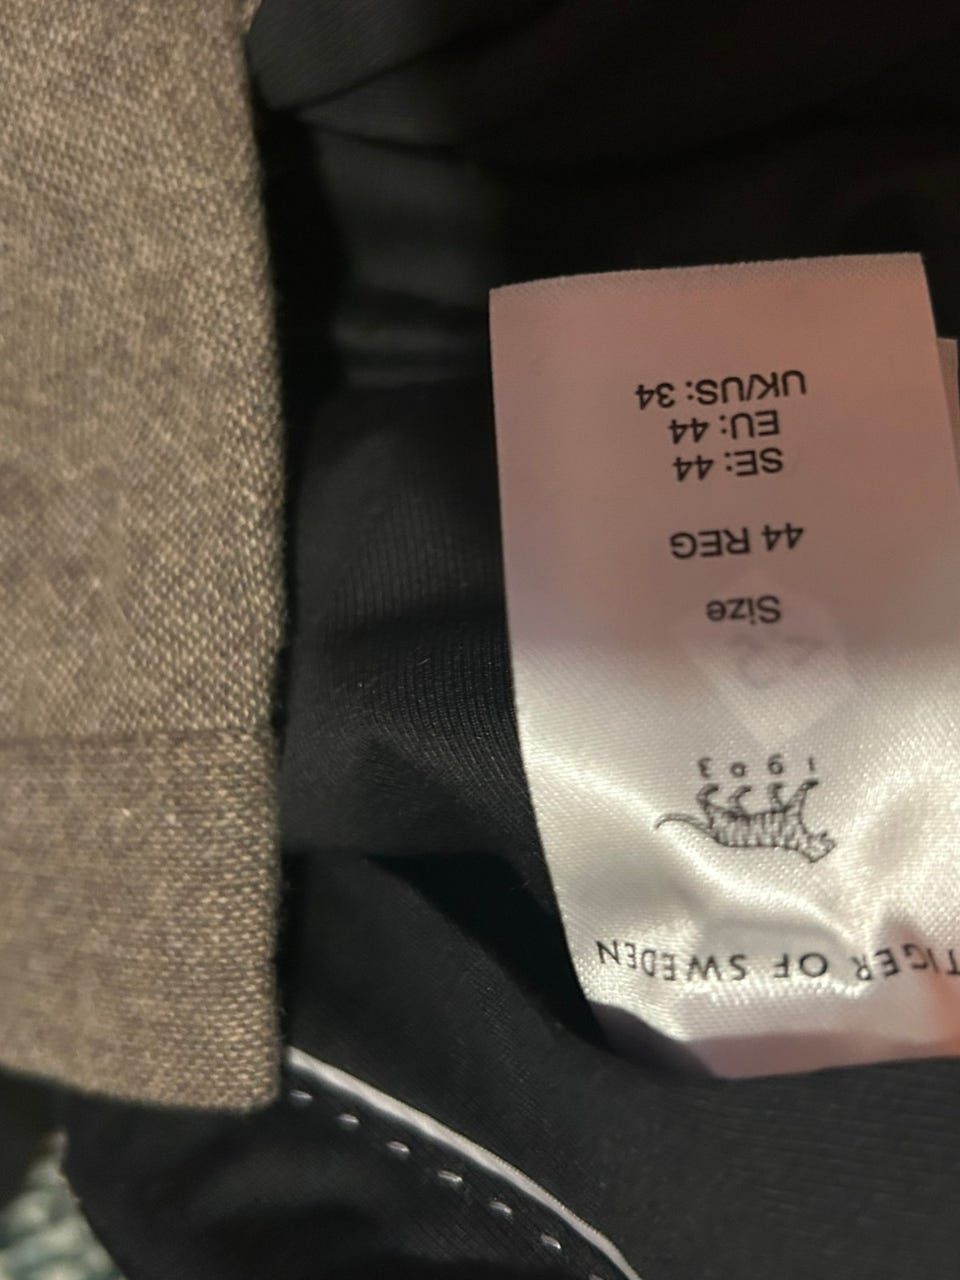 TIGER OF SWEDEN
1903
Size
44 REG
SE: 44
EU: 44
UK/US: 34